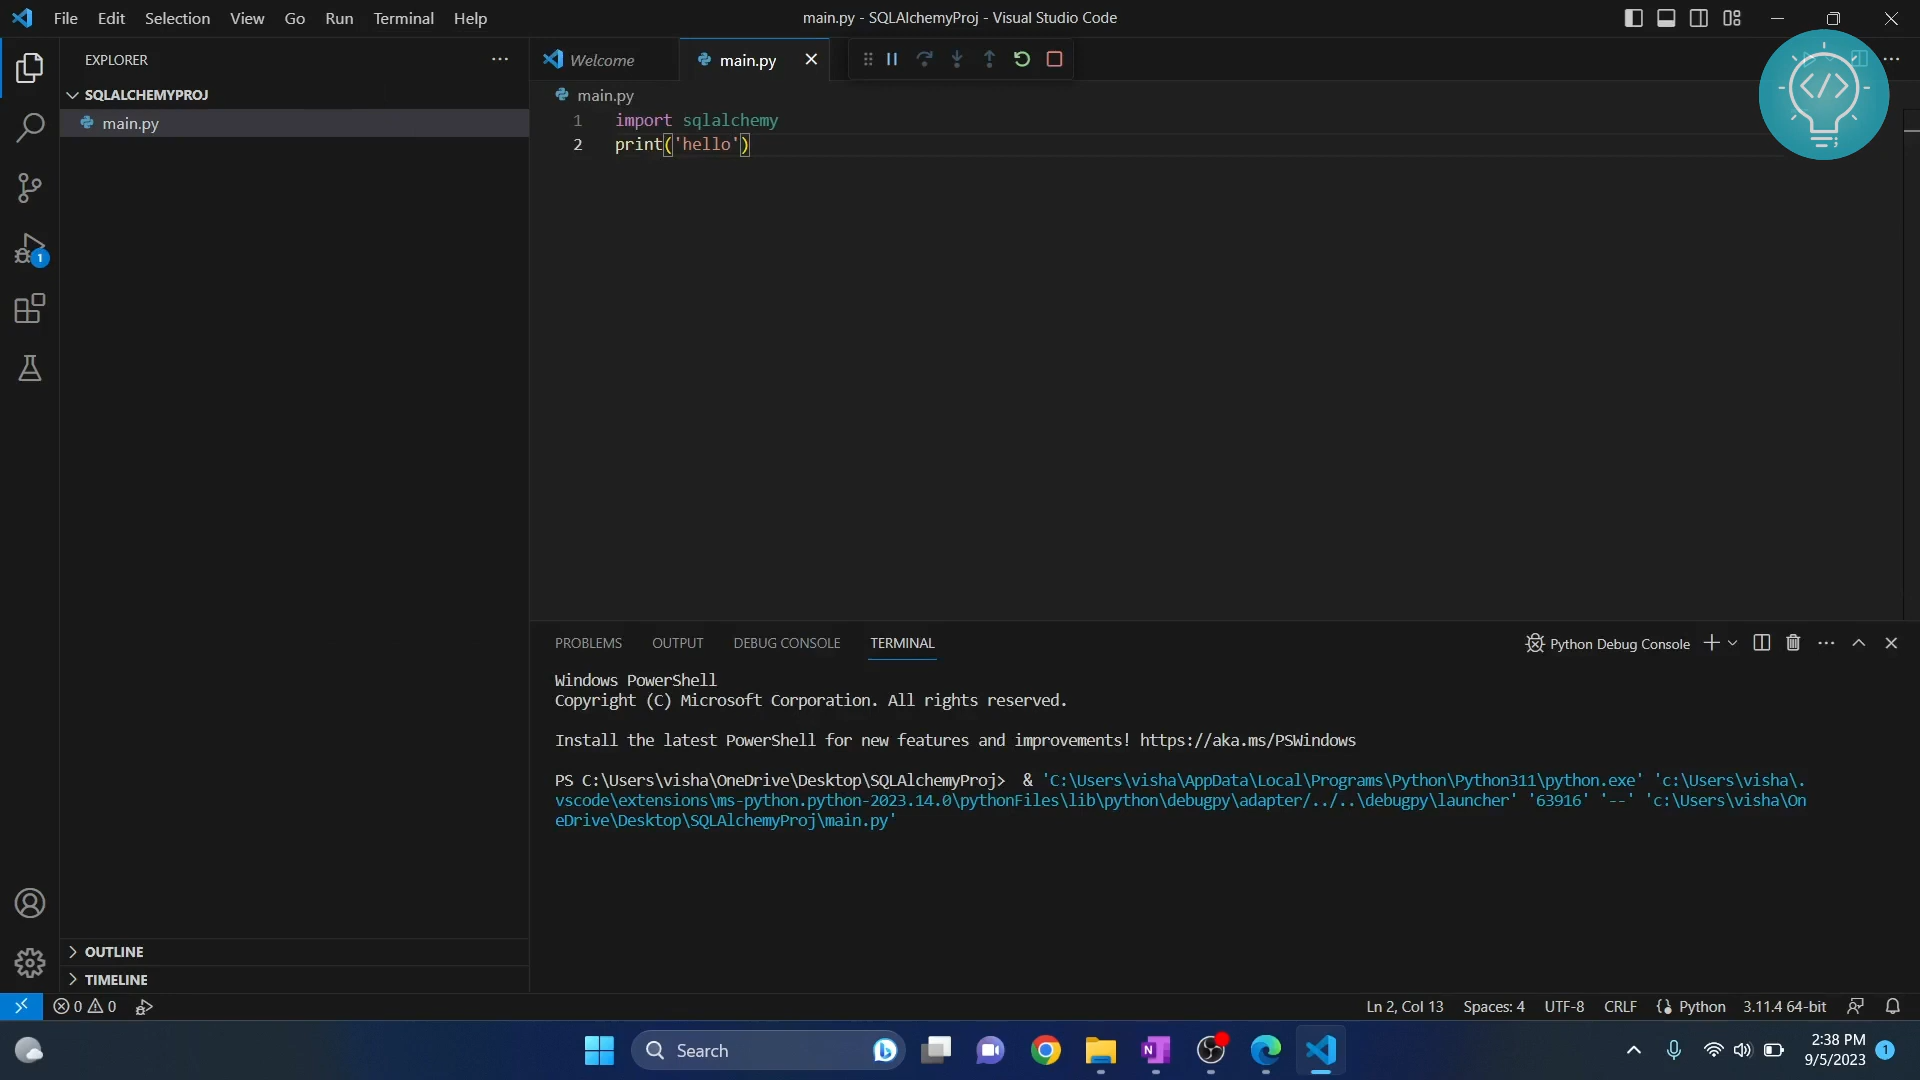 File Edit Selection View Go Run Terminal Help
main.py - SQLAlchemyProj - Visual Studio Code
EXPLORER
SQLALCHEMYPROJ
main.py
Welcome
main.py
main.py
1 import sqlalchemy
2 print('hello')
</>
;
1
PROBLEMS OUTPUT DEBUG CONSOLE TERMINAL
Python Debug Console
Windows PowerShell
Copyright (C) Microsoft Corporation. All rights reserved.
Install the latest PowerShell for new features and improvements! https://aka.ms/PSWindows
PS C:\Users\visha\OneDrive\Desktop\SQLAlchemyProj>  & 'C:\Users\visha\AppData\Local\Programs\Python\Python311\python.exe' 'c:\Users\visha\.
vscode\extensions\ms-python.python-2023.14.0\pythonFiles\lib\python\debugpy\adapter/../..\debugpy\launcher' '63916' '--' 'c:\Users\visha\On
eDrive\Desktop\SQLAlchemyProj\main.py'
OUTLINE
TIMELINE
0 0
Ln 2, Col 13 Spaces: 4 UTF-8 CRLF Python 3.11.4 64-bit
Search
N
2:38 PM
9/5/2023
1